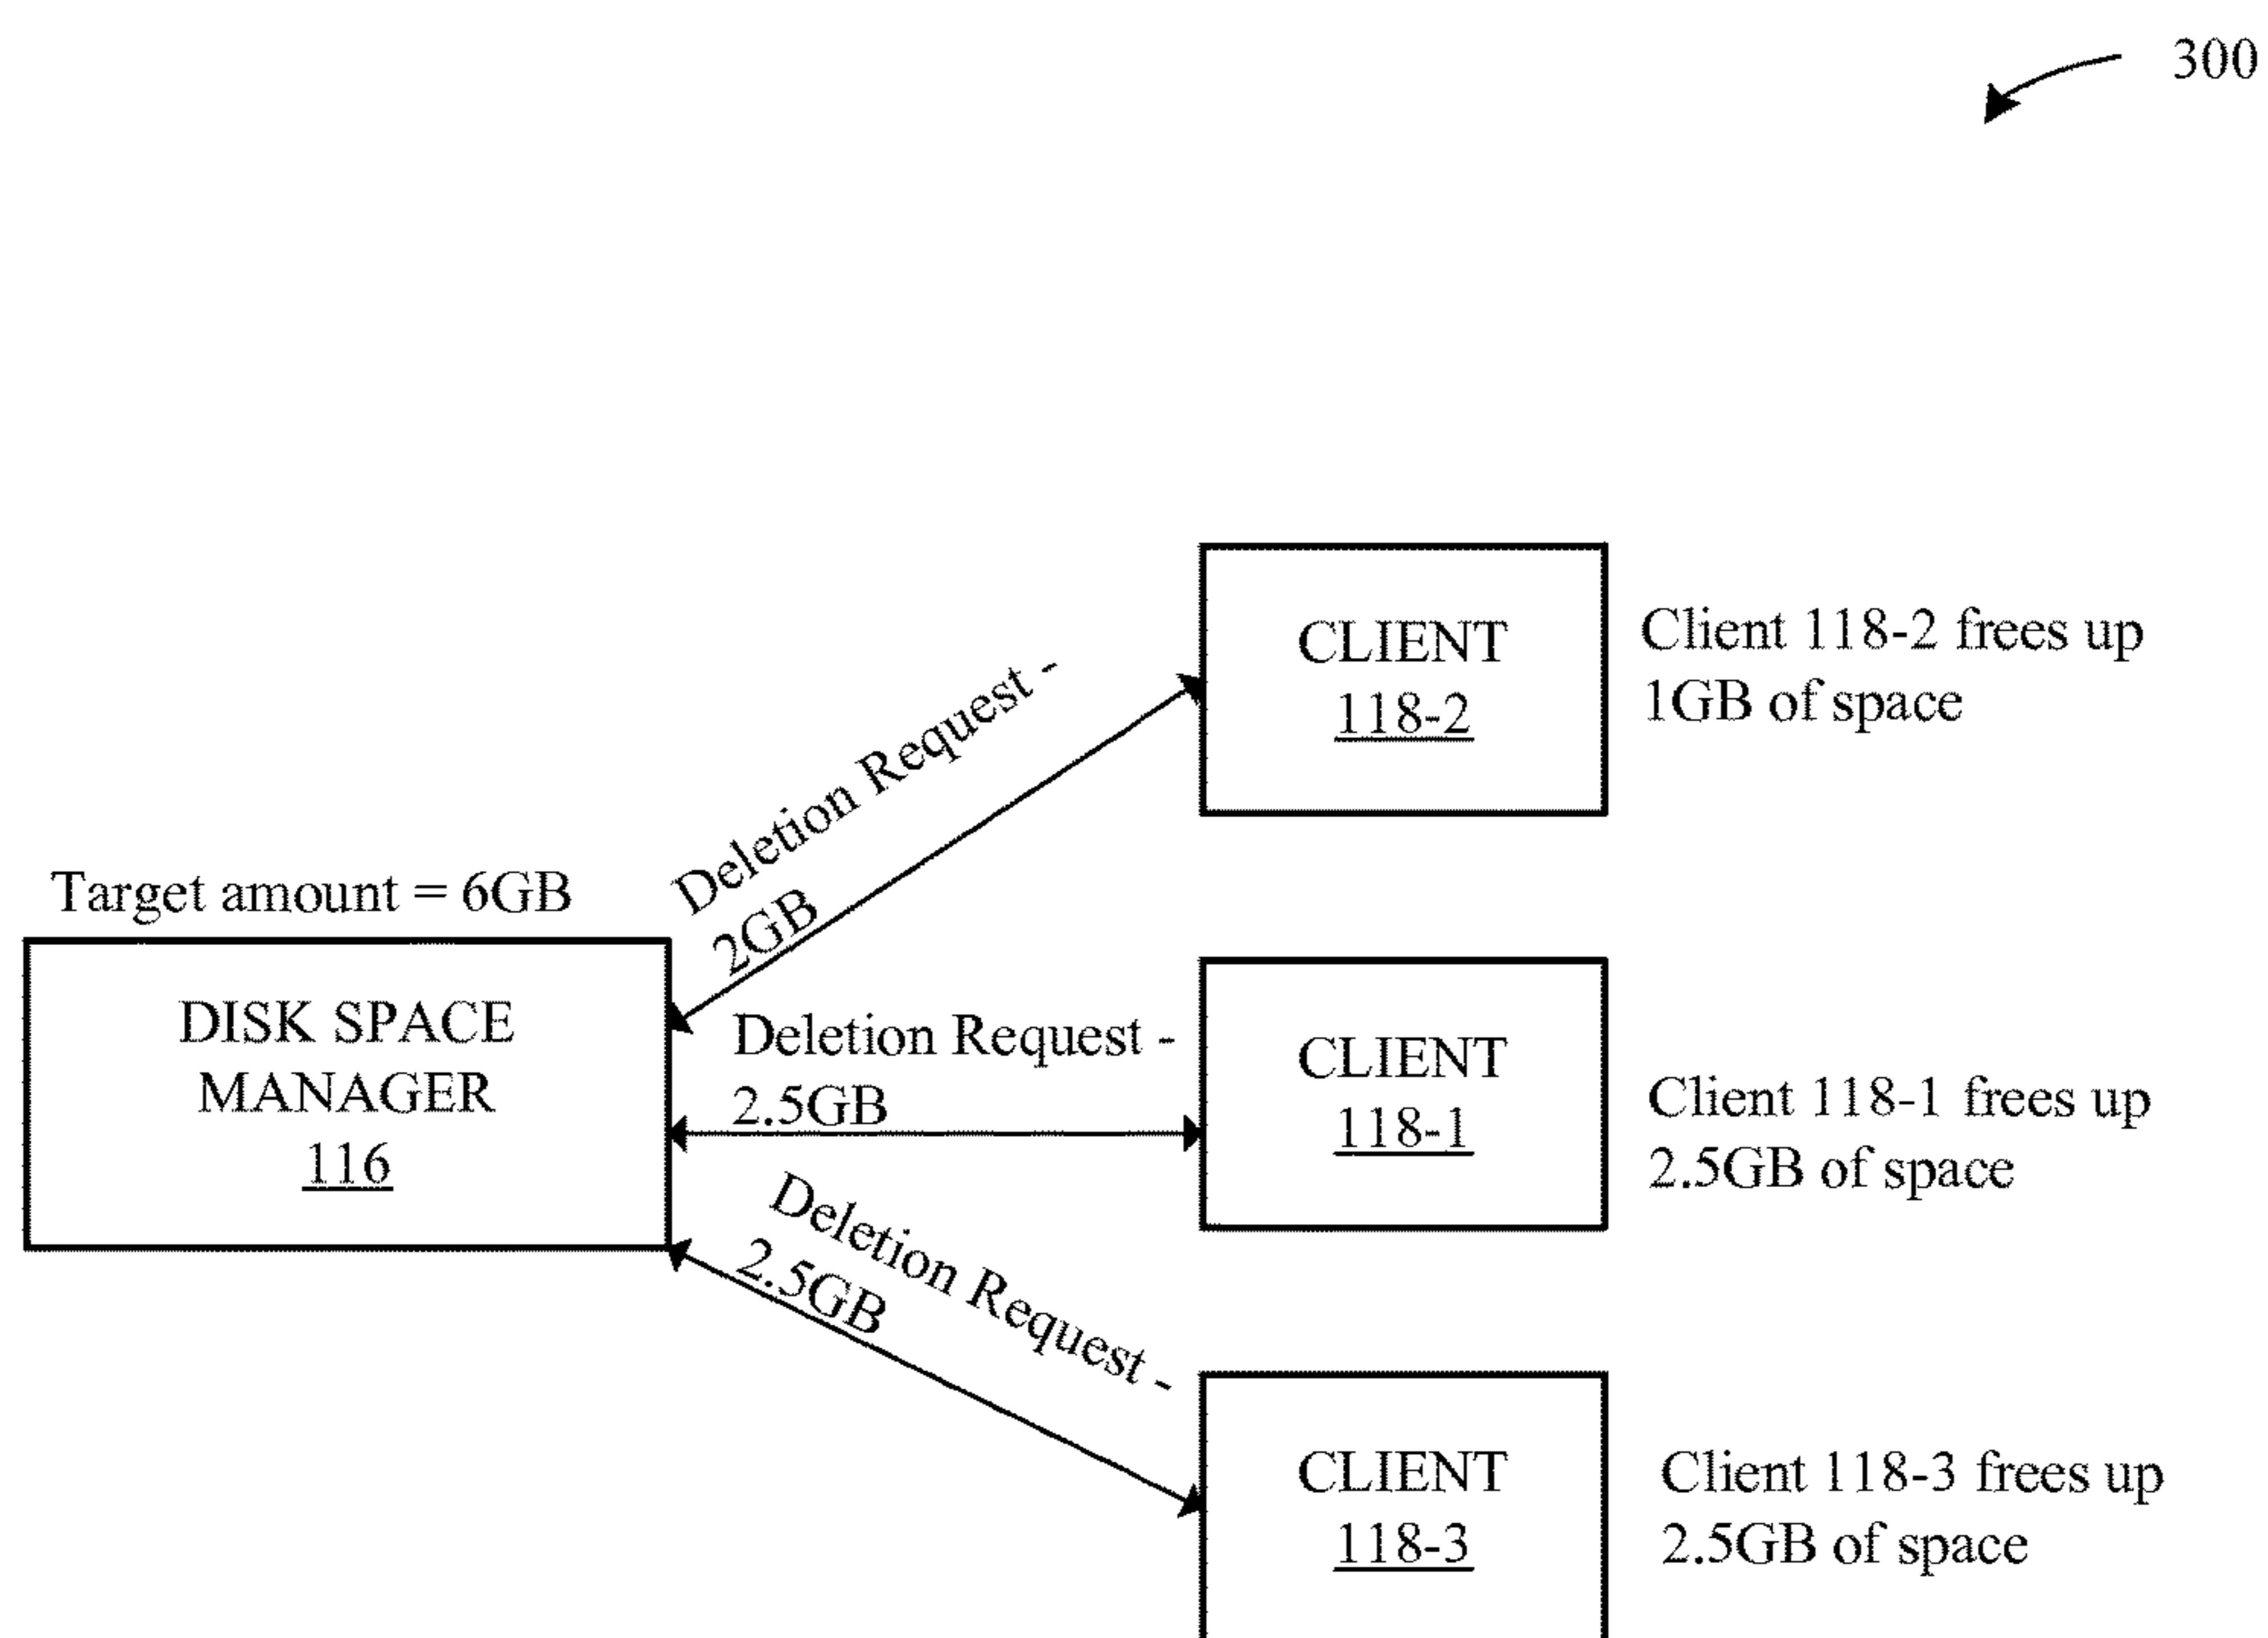 300
CLIENT
118-2
Client 118-2 frees up
1GB of space
Deletion Request -
2GB
Target amount = 6GB
DISK SPACE
MANAGER
116
Deletion Request -
2.5GB
CLIENT
118-1
Client 118-1 frees up
2.5GB of space
Deletion Request -
2.5GB
CLIENT
118-3
Client 118-3 frees up
2.5GB of space